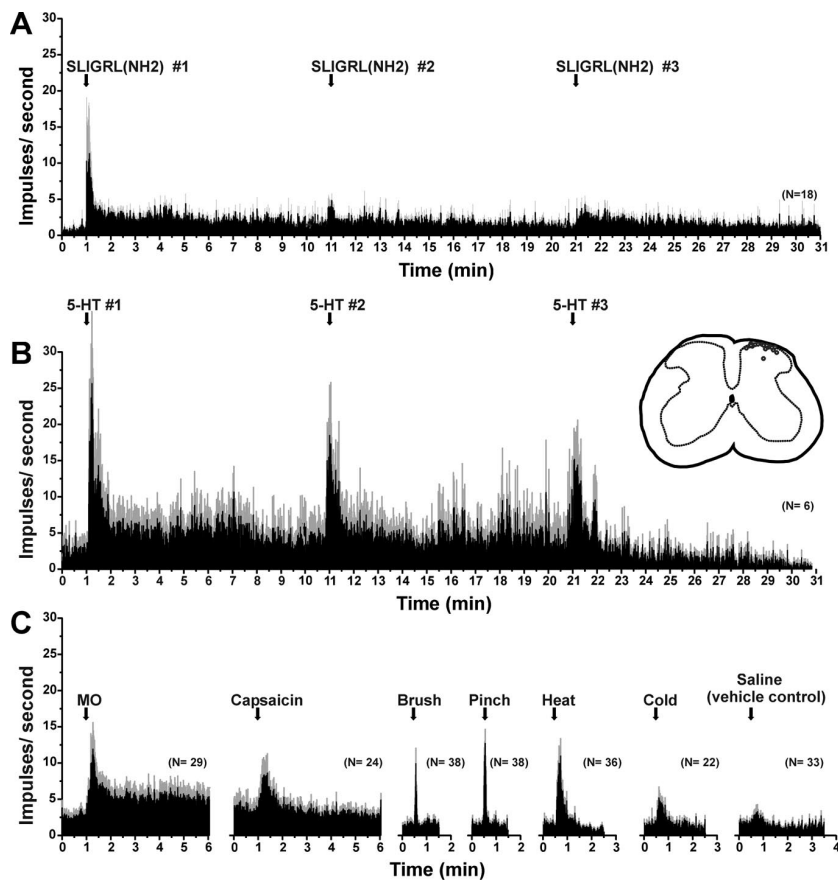 A
30
SLIGRL(NH2) #1 SLIGRL(NH2) #2 SLIGRL(NH2) #3
25
20
15
10
5
0
Impulses/ second
(N=18)
0 1 2 3 4 5 6 7 8 9 10 11 12 13 14 15 16 17 18 19 20 21 22 23 24 25 26 27 28 29 30 31
Time (min)
5-HT #1 5-HT #2 5-HT #3
B
30
25
20
15
10
5
0
Impulses/ second
(N= 6)
0 1 2 3 4 5 6 7 8 9 10 11 12 13 14 15 16 17 18 19 20 21 22 23 24 25 26 27 28 29 30 31
Time (min)
C
30
25
20
15
10
5
0
Impulses/ second
MO Capsaicin Brush Pinch Heat Cold Saline
(vehicle control)
(N= 29) (N= 24) (N= 38) (N= 38) (N= 36) (N= 22) (N= 33)
0 1 2 3 4 5 6 0 1 2 3 4 5 6 0 1 2 0 1 2 0 1 2 3 0 1 2 3 0 1 2 3 4
Time (min)